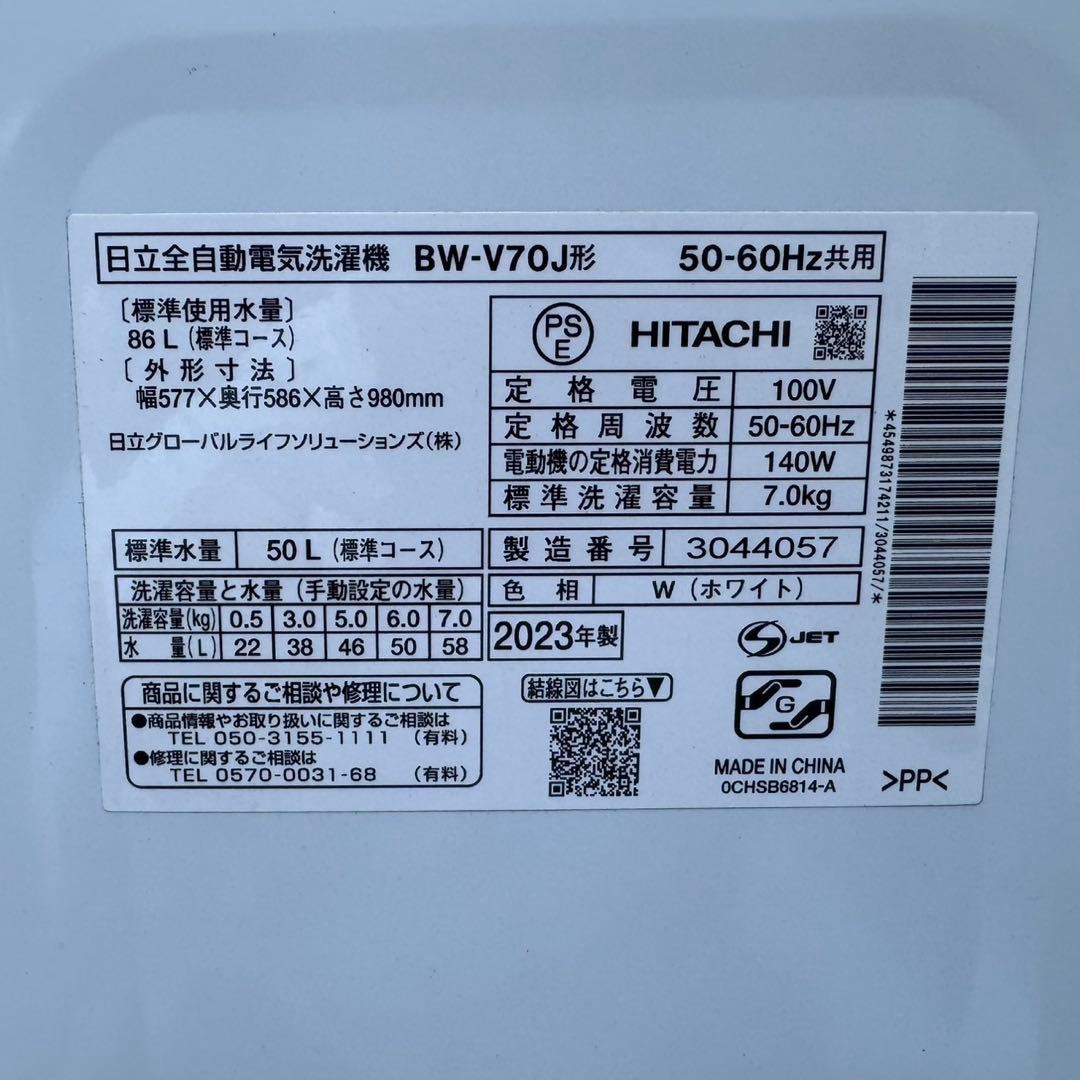 日立全自動電気洗濯機 BW-V70J形 50-60Hz共用
〔標準使用水量〕
86 L (標準コース)
〔外形寸法〕
幅577×奥行586×高さ980mm
日立グローバルライフソリューションズ(株)
PS
E
HITACHI
定格電圧 100V
定格周波数 50-60Hz
電動機の定格消費電力 140W
標準洗濯容量 7.0kg
標準水量 50 L (標準コース)
洗濯容量と水量 (手動設定の水量)
洗濯容量(kg) 0.5 3.0 5.0 6.0 7.0
水量(L) 22 38 46 50 58
製造番号 3044057
色相 W (ホワイト)
2023年製
S JET
商品に関するご相談や修理について
●商品情報やお取り扱いに関するご相談は
TEL 050-3155-1111 (有料)
●修理に関するご相談は
TEL 0570-0031-68 (有料)
結線図はこちら▼
G
MADE IN CHINA
0CHSB6814-A
>PP<
*4549873174211/3044057/*